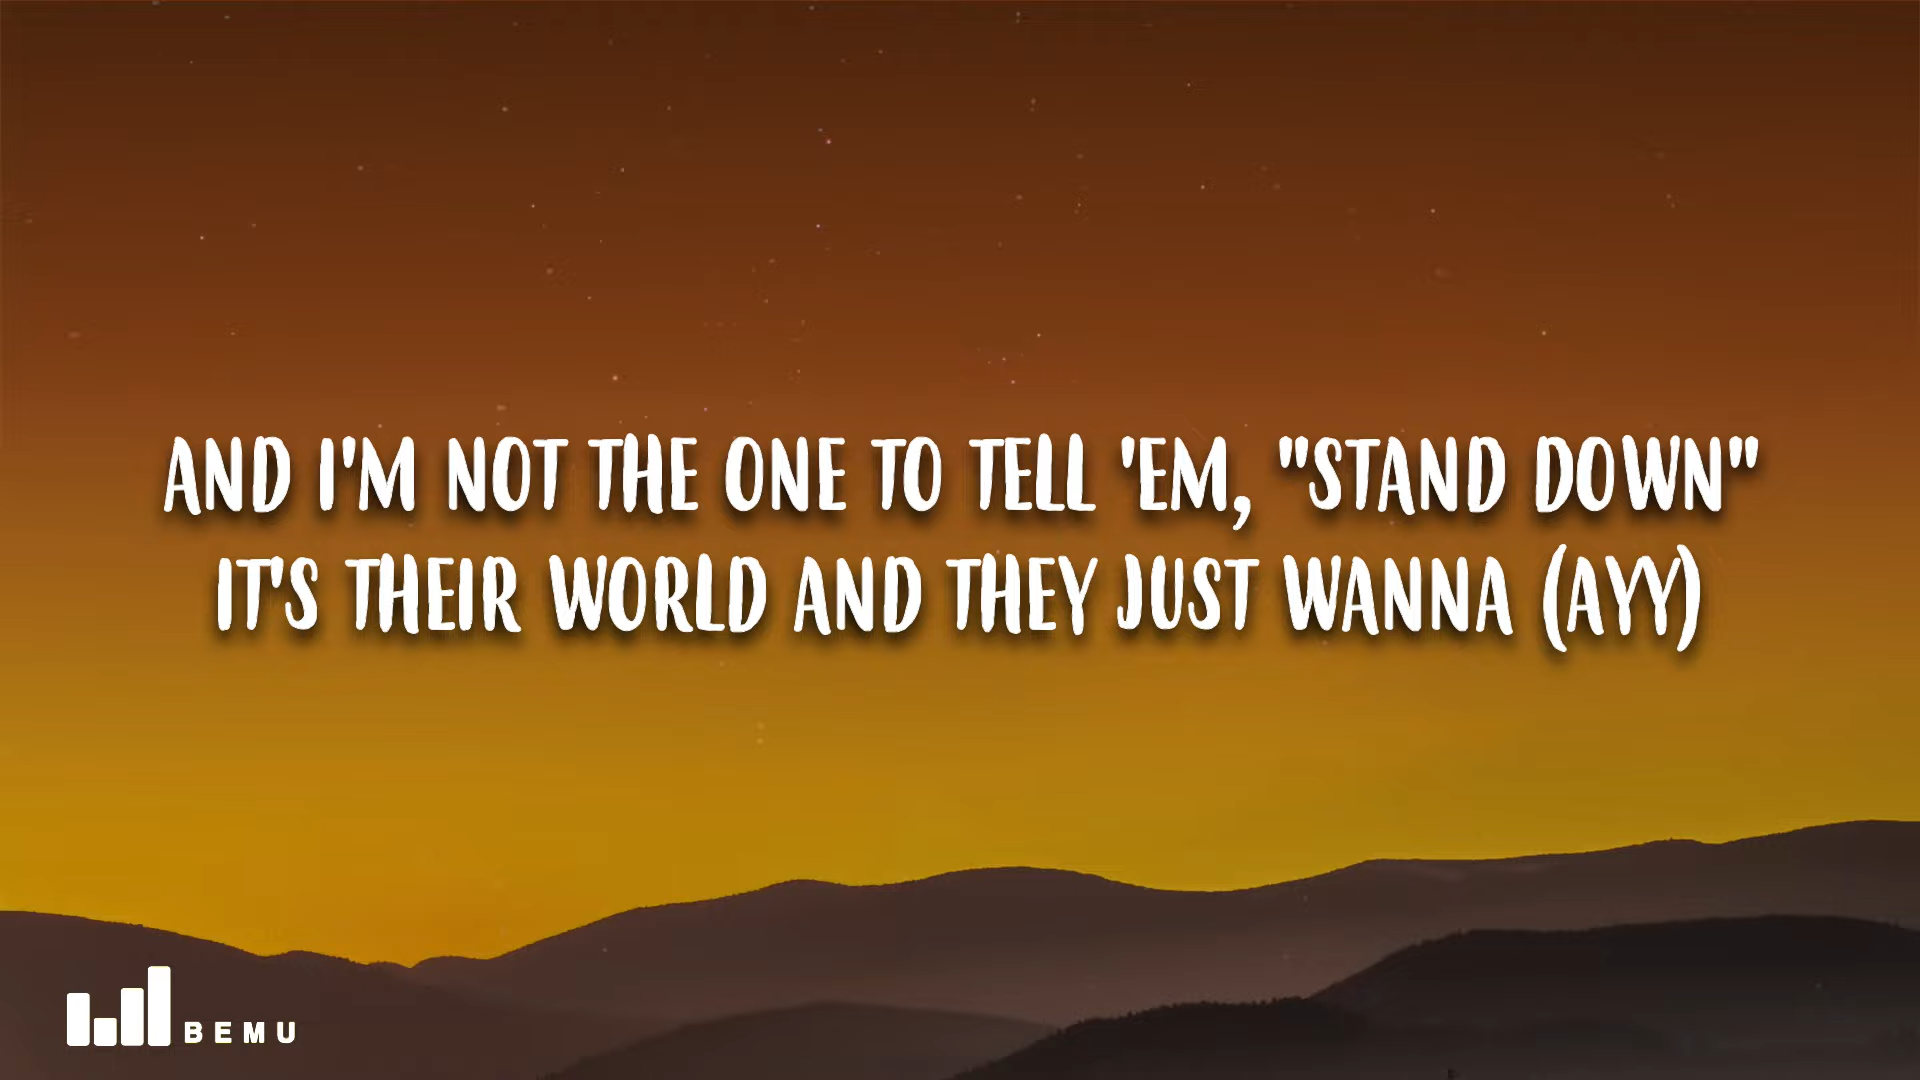 AND I'M NOT THE ONE TO TELL 'EM, "STAND DOWN"
IT'S THEIR WORLD AND THEY JUST WANNA (AYY)
BEMU